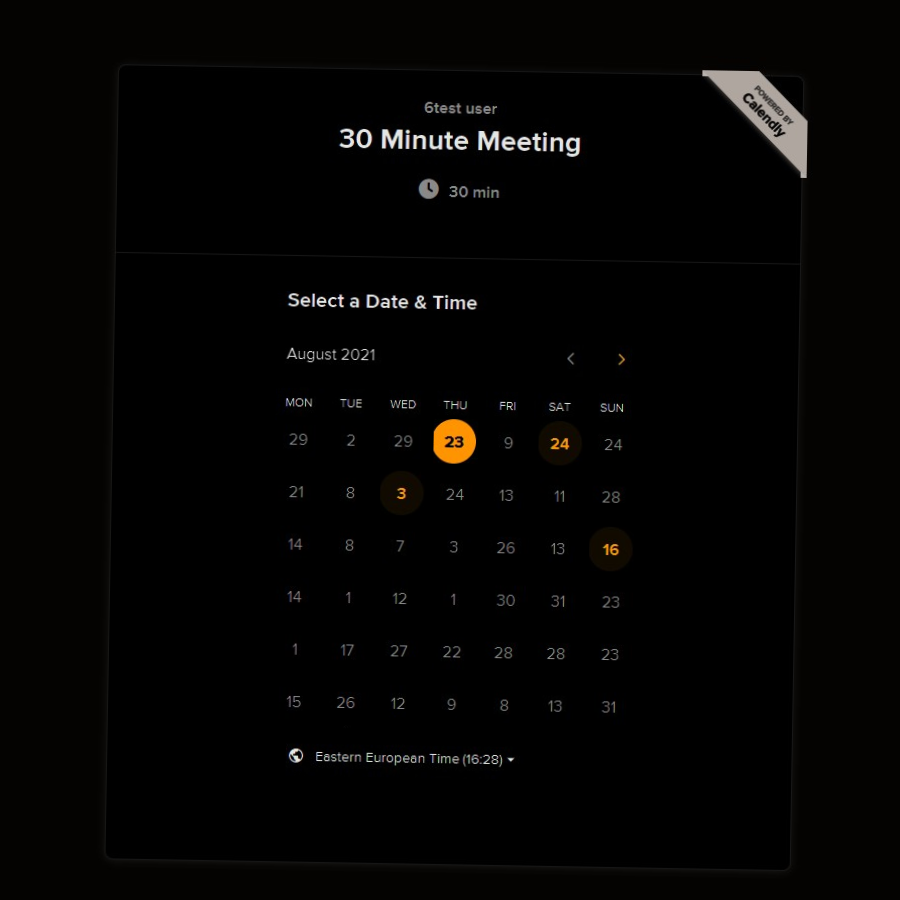 POWERED BY
Calendly
6test user
30 Minute Meeting
30 min
Select a Date & Time
August 2021
MON TUE WED THU FRI SAT SUN
29 2 29 23 9 24 24
21 8 3 24 13 11 28
14 8 7 3 26 13 16
14 1 12 1 30 31 23
1 17 27 22 28 28 23
15 26 12 9 8 13 31
Eastern European Time (16:28)